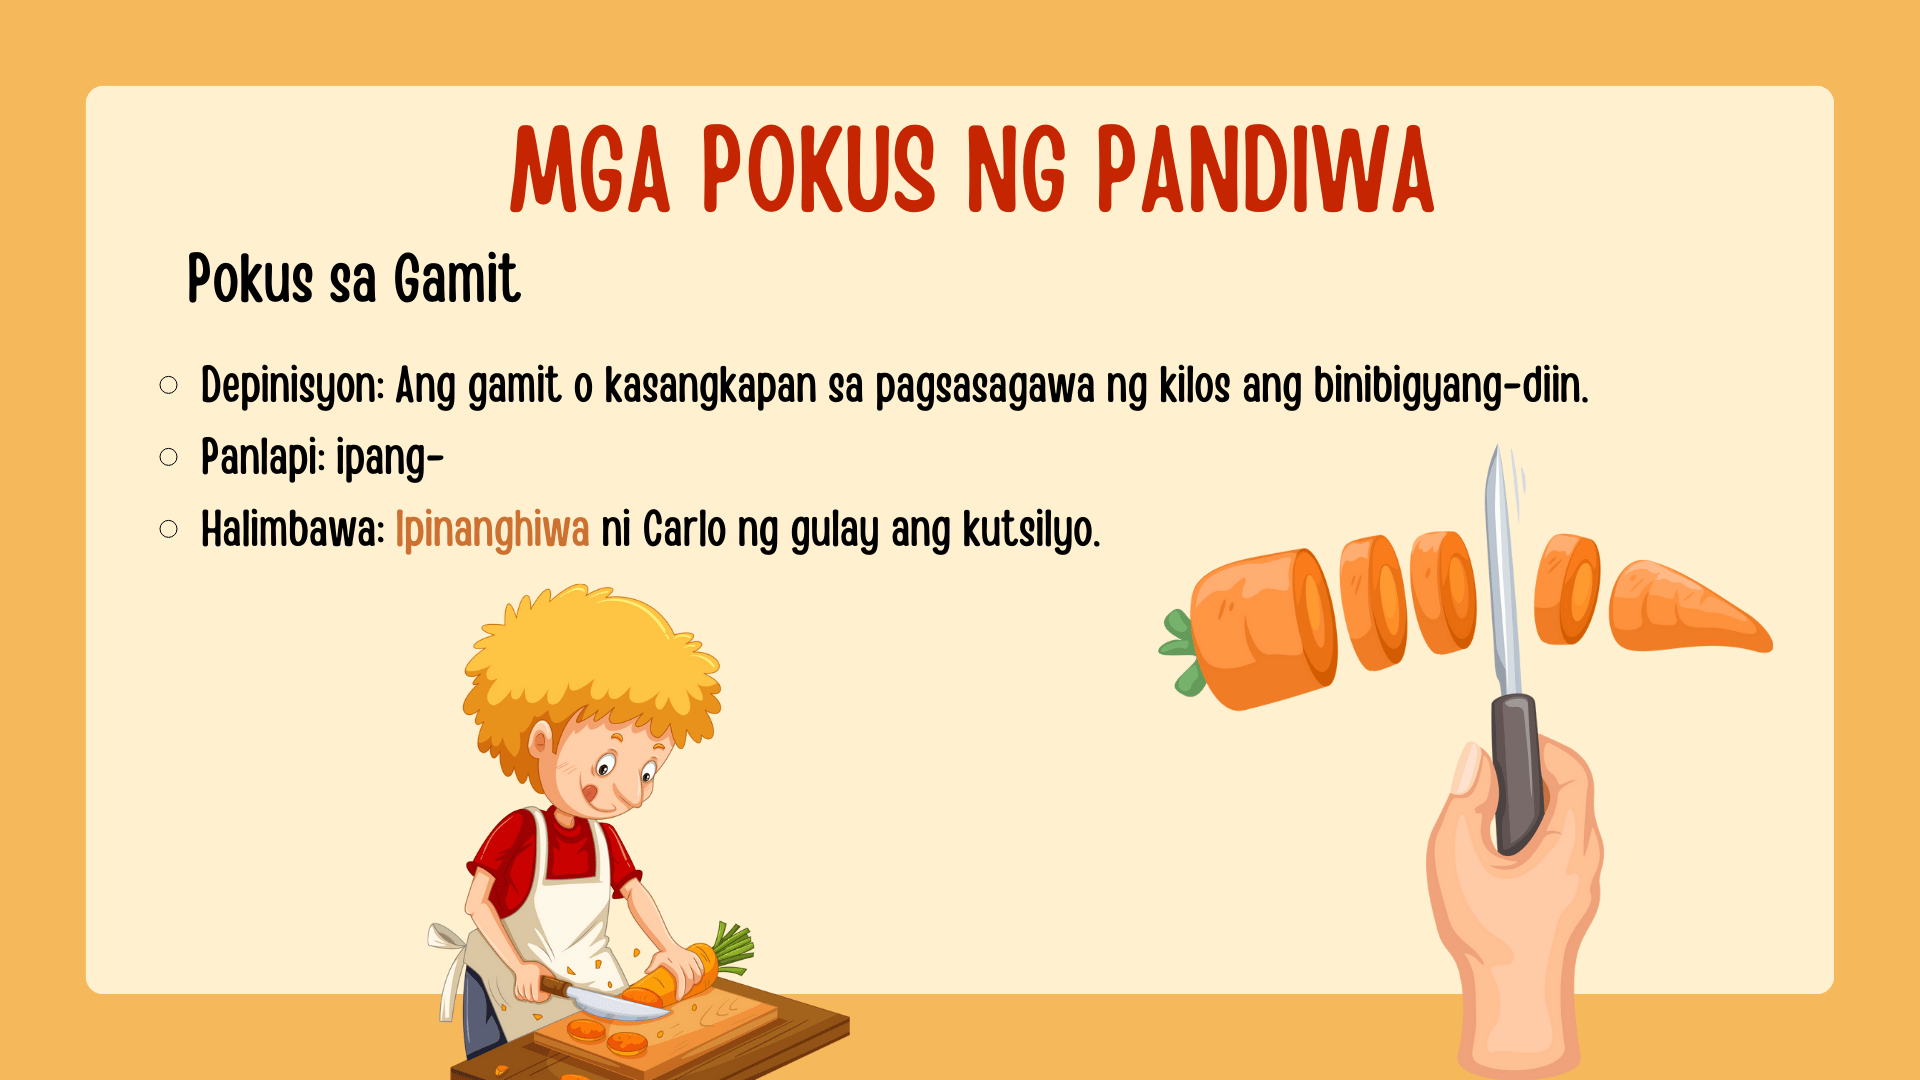 MGA POKUS NG PANDIWA
Pokus sa Gamit
Depinisyon: Ang gamit o kasangkapan sa pagsasagawa ng kilos ang binibigyang-diin.
Panlapi: ipang-
Halimbawa: Ipinanghiwa ni Carlo ng gulay ang kutsilyo.